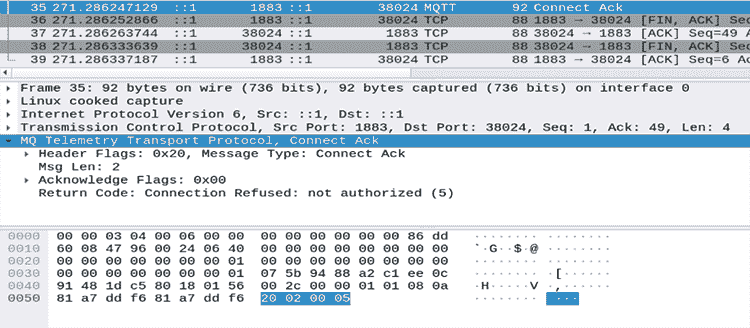 35 271.286247129 ::1 1883 ::1 38024 MQTT 92 Connect Ack
36 271.286252866 ::1 1883 ::1 38024 TCP 88 1883 → 38024 [FIN, ACK] Seq
37 271.286263744 ::1 38024 ::1 1883 TCP 88 38024 → 1883 [ACK] Seq=49 A
38 271.286333639 ::1 38024 ::1 1883 TCP 88 38024 → 1883 [FIN, ACK] Seq
39 271.286337187 ::1 1883 ::1 38024 TCP 88 1883 → 38024 [ACK] Seq=6 Ac
Frame 35: 92 bytes on wire (736 bits), 92 bytes captured (736 bits) on interface 0
Linux cooked capture
Internet Protocol Version 6, Src: ::1, Dst: ::1
Transmission Control Protocol, Src Port: 1883, Dst Port: 38024, Seq: 1, Ack: 49, Len: 4
MQ Telemetry Transport Protocol, Connect Ack
Header Flags: 0x20, Message Type: Connect Ack
Msg Len: 2
Acknowledge Flags: 0x00
Return Code: Connection Refused: not authorized (5)
0000 00 00 03 04 00 06 00 00 00 00 00 00 00 00 86 dd ········ ········
0010 60 08 47 96 00 24 06 40 00 00 00 00 00 00 00 00 `·G··$·@ ········
0020 00 00 00 00 00 00 00 01 00 00 00 00 00 00 00 00 ········ ········
0030 00 00 00 00 00 00 00 01 07 5b 94 88 a2 c1 ee 0c ········ ·[······
0040 91 48 1d c5 80 18 01 56 00 2c 00 00 01 01 08 0a ·H·····V ·,······
0050 81 a7 dd f6 81 a7 dd f6 20 02 00 05 ········ ···